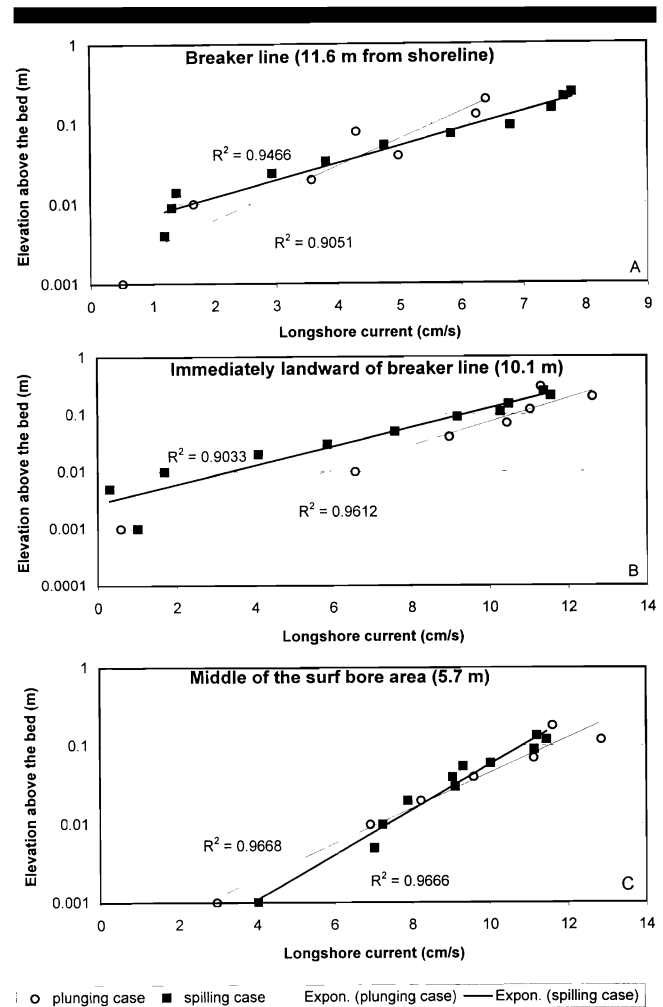 Breaker line (11.6 m from shoreline)
Elevation above the bed (m)
1
0.1
0.01
0.001
R² = 0.9466
R² = 0.9051
A
0 1 2 3 4 5 6 7 8 9
Longshore current (cm/s)
Immediately landward of breaker line (10.1 m)
Elevation above the bed (m)
1
0.1
0.01
0.001
0.0001
R² = 0.9033
R² = 0.9612
B
0 2 4 6 8 10 12 14
Longshore current (cm/s)
Middle of the surf bore area (5.7 m)
Elevation above the bed (m)
1
0.1
0.01
0.001
R² = 0.9668
R² = 0.9666
C
0 2 4 6 8 10 12 14
Longshore current (cm/s)
plunging case spilling case Expon. (plunging case) Expon. (spilling case)